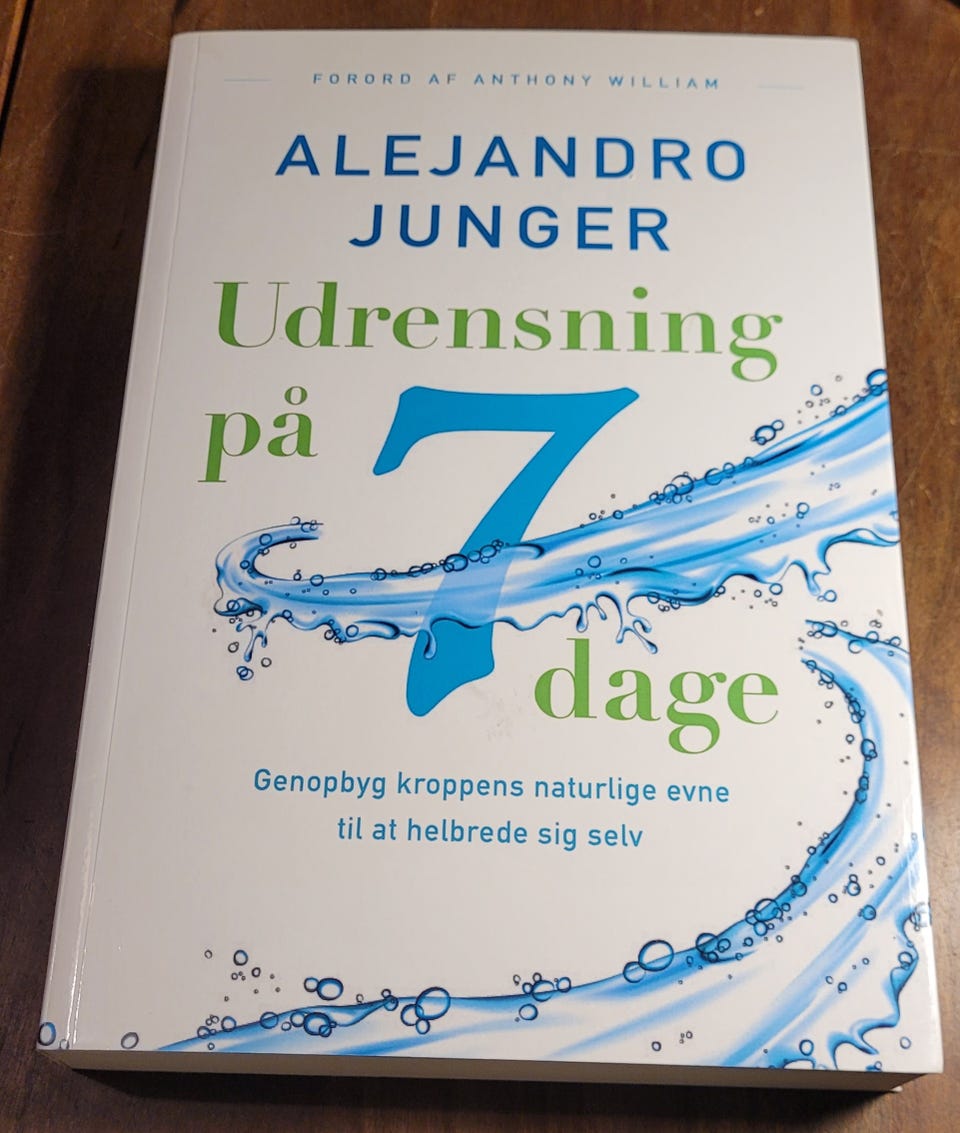 FORORD AF ANTHONY WILLIAM
ALEJANDRO
JUNGER
Udrensning
på 7
dage
Genopbyg kroppens naturlige evne
til at helbrede sig selv